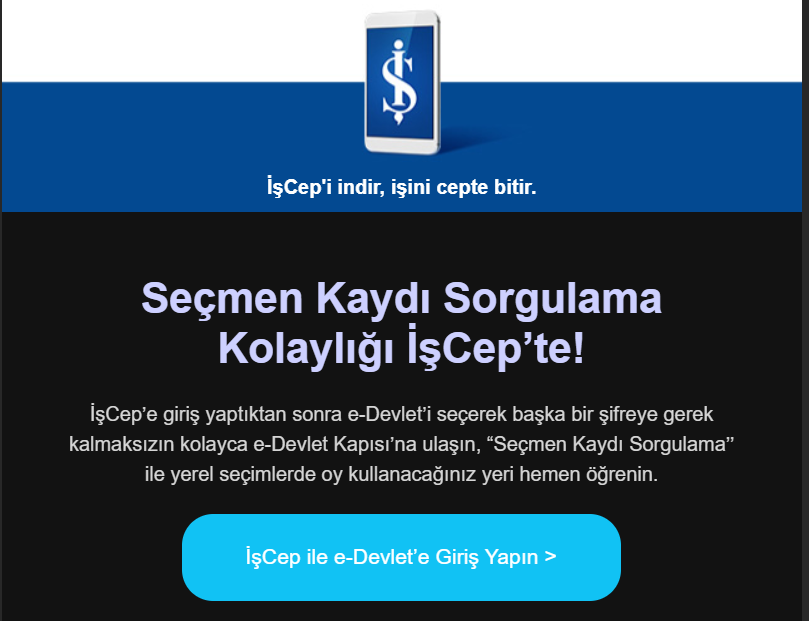 İşCep'i indir, işini cepte bitir.
Seçmen Kaydı Sorgulama
Kolaylığı İşCep’te!
İşCep’e giriş yaptıktan sonra e-Devlet’i seçerek başka bir şifreye gerek
kalmaksızın kolayca e-Devlet Kapısı’na ulaşın, “Seçmen Kaydı Sorgulama’’
ile yerel seçimlerde oy kullanacağınız yeri hemen öğrenin.
İşCep ile e-Devlet’e Giriş Yapın >